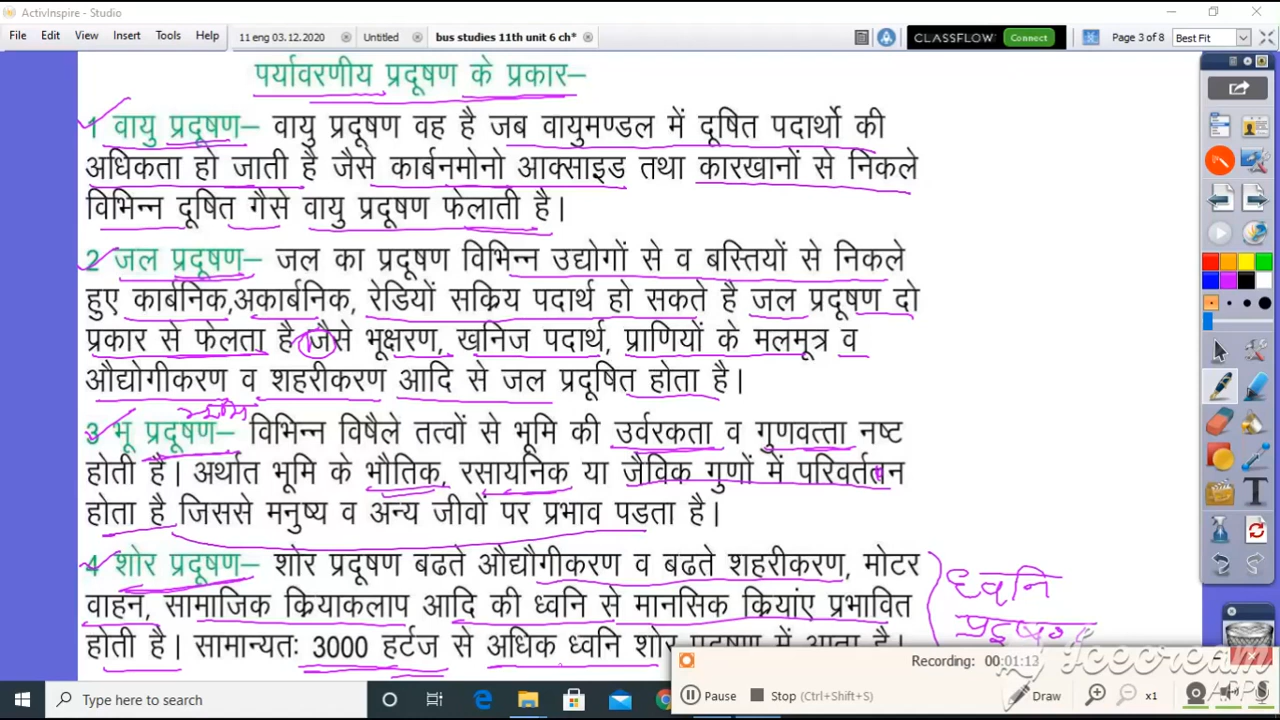 ActivInspire - Studio
File Edit View Insert Tools Help 11 eng 03.12.2020 Untitled bus studies 11th unit 6 ch* CLASSFLOW Connect Page 3 of 8 Best Fit
पर्यावरणीय प्रदूषण के प्रकार–
1 वायु प्रदूषण– वायु प्रदूषण वह है जब वायुमण्डल में दूषित पदार्थो की
अधिकता हो जाती है जैसे कार्बनमोनो आक्साइड तथा कारखानों से निकले
विभिन्न दूषित गैसे वायु प्रदूषण फेलाती है।
2 जल प्रदूषण– जल का प्रदूषण विभिन्न उद्योगों से व बस्तियों से निकले
हुए कार्बनिक,अकार्बनिक, रेडियों सक्रिय पदार्थ हो सकते है जल प्रदूषण दो
प्रकार से फेलता है जैसे भूक्षरण, खनिज पदार्थ, प्राणियों के मलमूत्र व
औद्योगीकरण व शहरीकरण आदि से जल प्रदूषित होता है।
3 भू प्रदूषण– विभिन्न विषैले तत्वों से भूमि की उर्वरकता व गुणवत्ता नष्ट
होती है। अर्थात भूमि के भौतिक, रसायनिक या जैविक गुणों में परिवर्ततन
होता है जिससे मनुष्य व अन्य जीवों पर प्रभाव पडता है।
4 शोर प्रदूषण– शोर प्रदूषण बढते औद्यौगीकरण व बढते शहरीकरण, मोटर
वाहन, सामाजिक क्रियाकलाप आदि की ध्वनि से मानसिक क्रियांए प्रभावित
होती है। सामान्यतः 3000 हर्टज से अधिक ध्वनि शोर प्रदूषण में आता है।
ध्वनि
प्रदूषण
Recording: 00:01:13
Pause Stop (Ctrl+Shift+S) Draw x1
Icecream
APPS
Type here to search